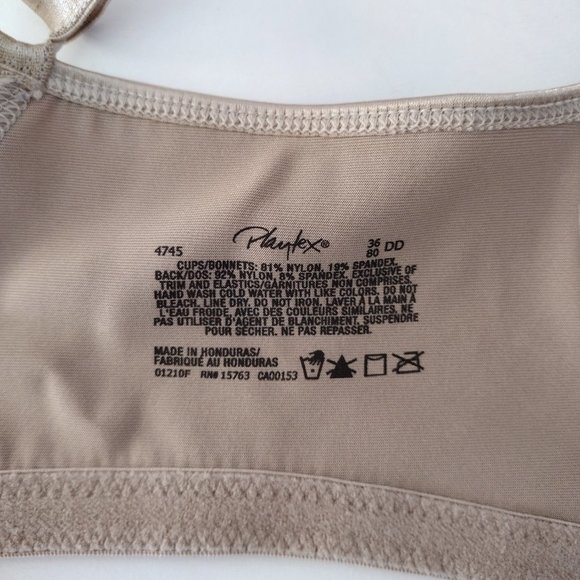 4745 Playtex® 36 DD
80
CUPS/BONNETS: 81% NYLON, 19% SPANDEX.
BACK/DOS: 92% NYLON, 8% SPANDEX. EXCLUSIVE OF
TRIM AND ELASTICS/GARNITURES NON COMPRISES.
HAND WASH COLD WATER WITH LIKE COLORS. DO NOT
BLEACH. LINE DRY. DO NOT IRON. LAVER À LA MAIN À
L'EAU FROIDE, AVEC DES COULEURS SIMILAIRES, NE
PAS UTILISER D'AGENT DE BLANCHIMENT. SUSPENDRE
POUR SÉCHER. NE PAS REPASSER.
MADE IN HONDURAS/
FABRIQUÉ AU HONDURAS
01210F RN# 15763 CA00153